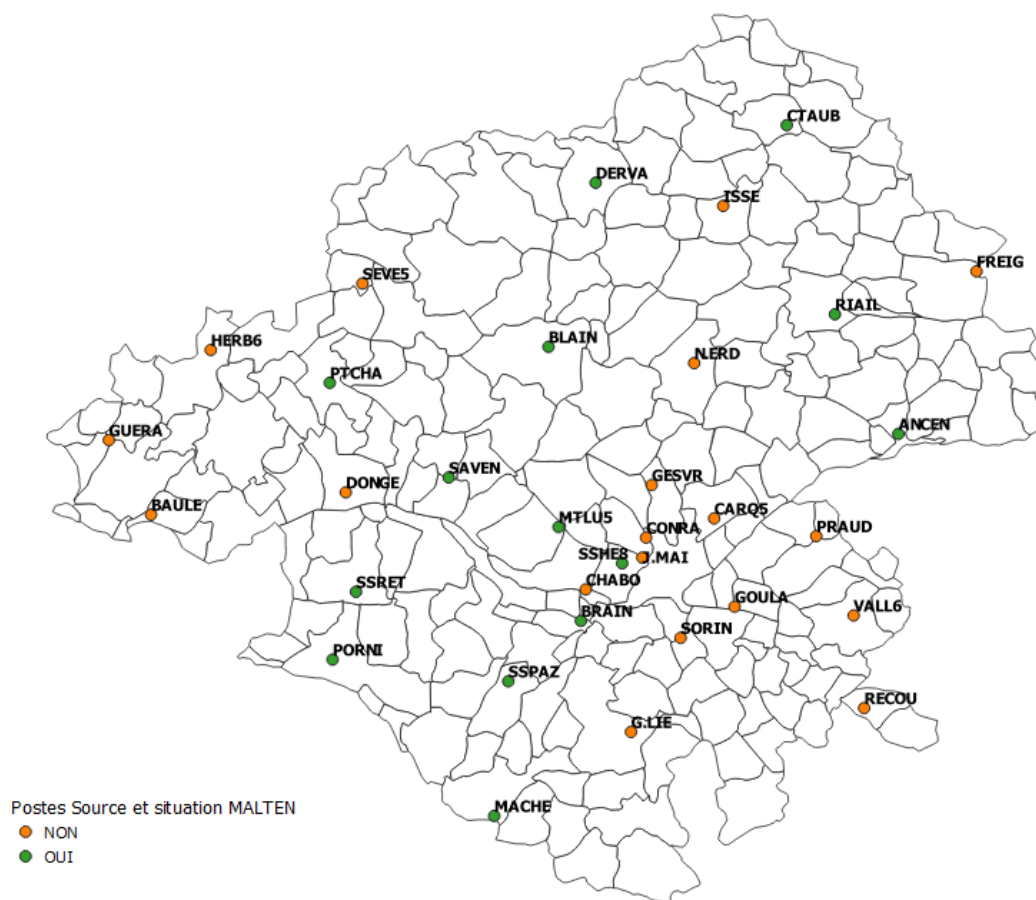 CTAUB
DERVA
ISSE
FREIG
SEVE5
RIAIL
HERB6
BLAIN
N.ERD
PTCHA
ANCEN
GUERA
SAVEN
GESVR
DONGE
BAULE
CARQ5
MTLU5
CONRA
PRAUD
SSHE8
J.MAI
SSRET
CHABO
GOULA
VALL6
BRAIN
SORIN
PORNI
SSPAZ
RECOU
G.LIE
MACHE
Postes Source et situation MALTEN
NON
OUI